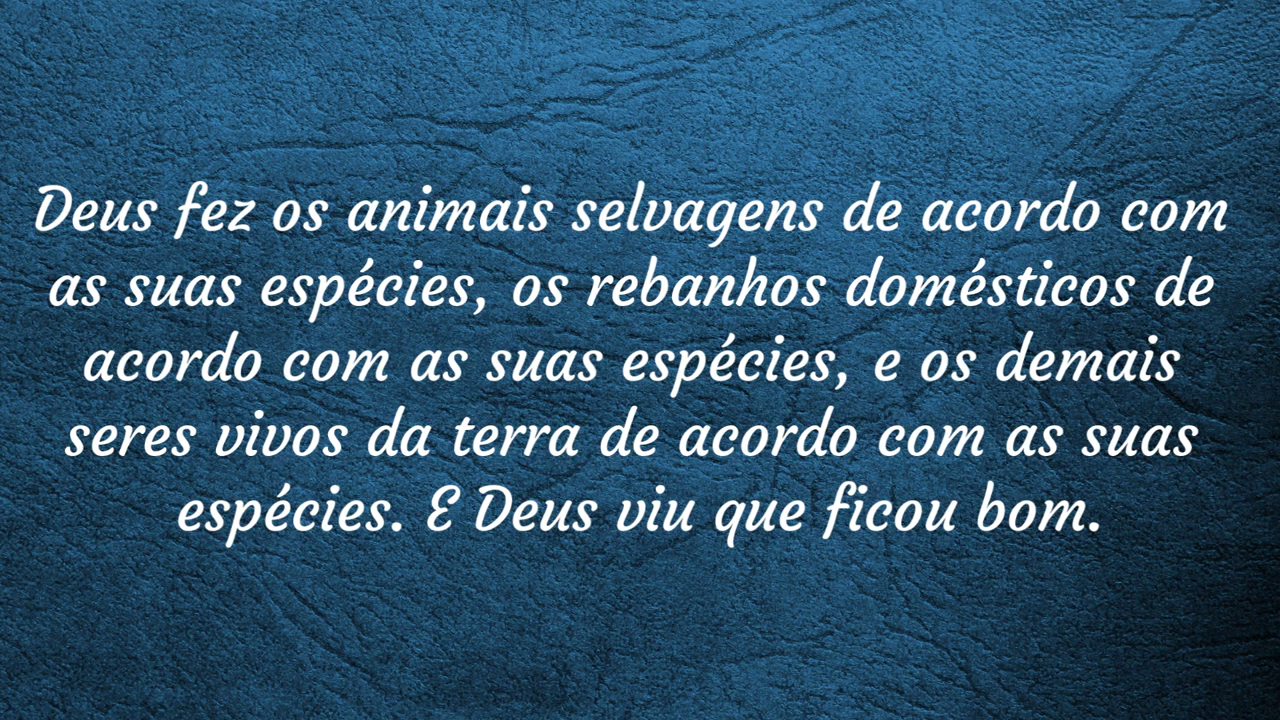 Deus fez os animais selvagens de acordo com
as suas espécies, os rebanhos domésticos de
acordo com as suas espécies, e os demais
seres vivos da terra de acordo com as suas
espécies. E Deus viu que ficou bom.